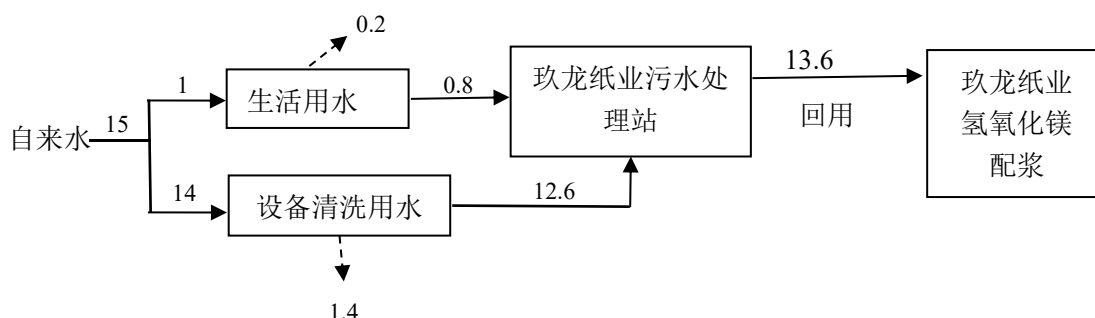 0.2
1
生活用水
0.8
玖龙纸业污水处
理站
13.6
回用
玖龙纸业
氢氧化镁
配浆
自来水
15
14
设备清洗用水
12.6
1.4